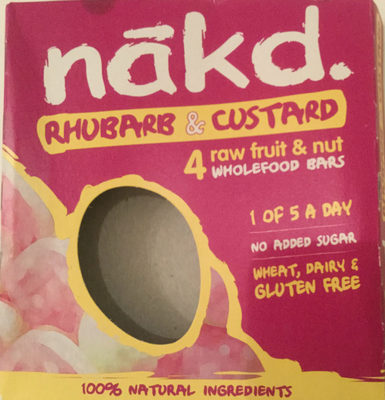 nākd.
RHUBARB & CUSTARD
4 raw fruit & nut
WHOLEFOOD BARS
1 OF 5 A DAY
NO ADDED SUGAR
WHEAT, DAIRY &
GLUTEN FREE
100% NATURAL INGREDIENTS